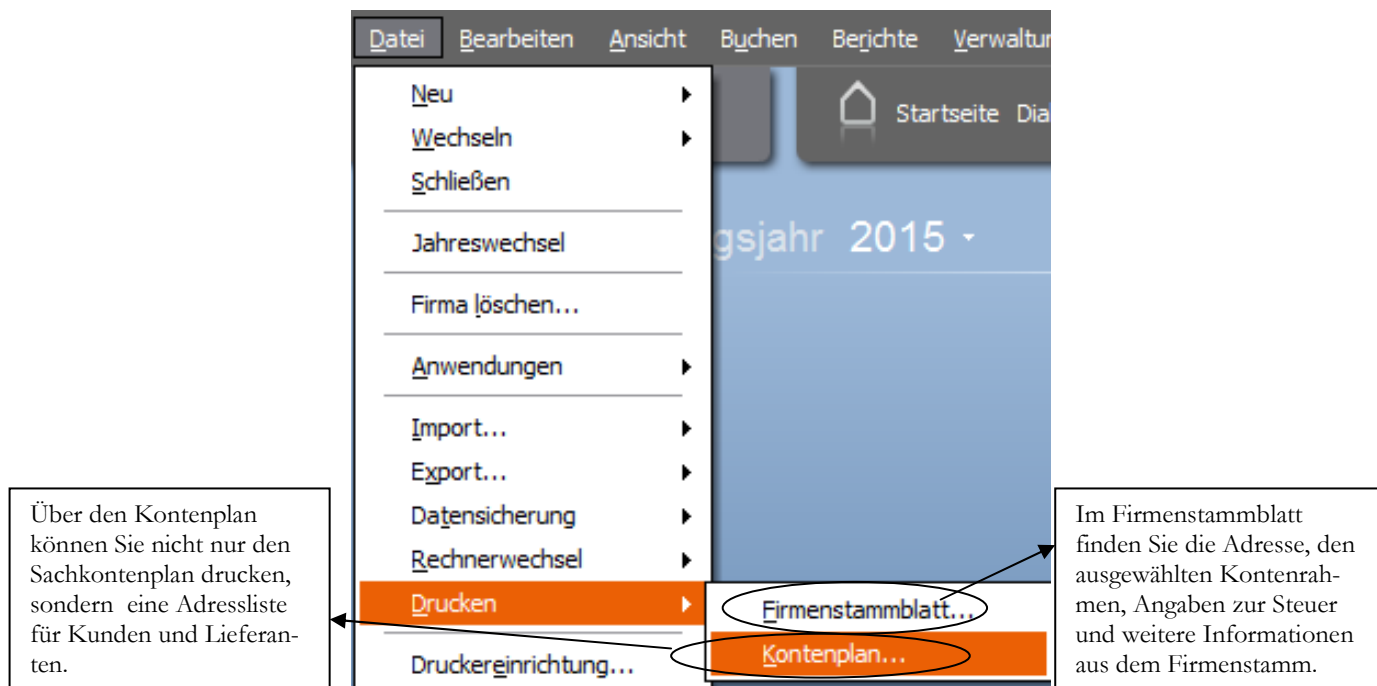 Datei Bearbeiten Ansicht Buchen Berichte Verwaltun
Neu
Wechseln
Schließen
Startseite Dia
Jahreswechsel
gsjahr 2015
Firma löschen...
Anwendungen
Import...
Export...
Datensicherung
Rechnerwechsel
Drucken
Druckereinrichtung...
Firmenstammblatt...
Kontenplan...
Über den Kontenplan
können Sie nicht nur den
Sachkontenplan drucken,
sondern eine Adressliste
für Kunden und Lieferan-
ten.
Im Firmenstammblatt
finden Sie die Adresse, den
ausgewählten Kontenrah-
men, Angaben zur Steuer
und weitere Informationen
aus dem Firmenstamm.